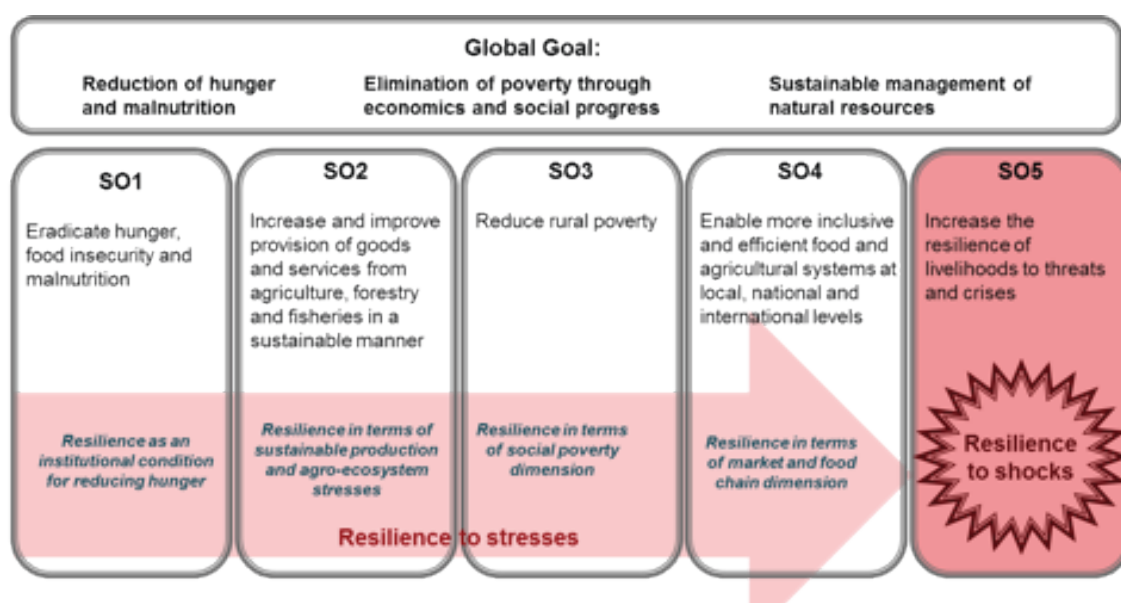 Global Goal:
Reduction of hunger
and malnutrition
Elimination of poverty through
economics and social progress
Sustainable management of
natural resources
SO1
Eradicate hunger,
food insecurity and
malnutrition
Resilience as an
institutional condition
for reducing hunger
SO2
Increase and improve
provision of goods
and services from
agriculture, forestry
and fisheries in a
sustainable manner
Resilience in terms of
sustainable production
and agro-ecosystem
stresses
SO3
Reduce rural poverty
Resilience in terms
of social poverty
dimension
SO4
Enable more inclusive
and efficient food and
agricultural systems at
local, national and
international levels
Resilience in terms
of market and food
chain dimension
Resilience to stresses
SO5
Increase the
resilience of
livelihoods to threats
and crises
Resilience
to shocks